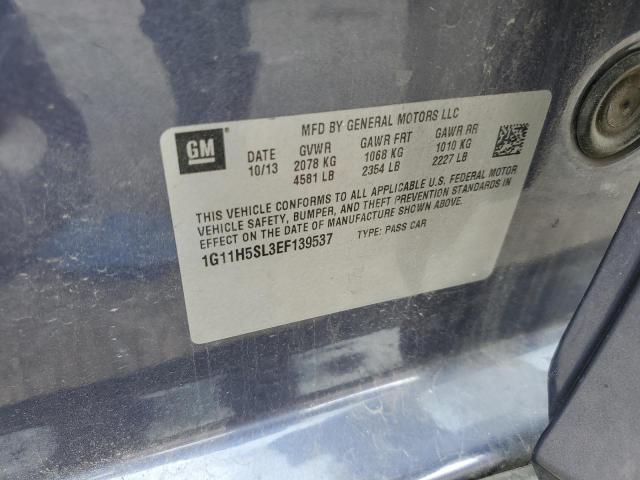 GM
MFD BY GENERAL MOTORS LLC
DATE GVWR GAWR FRT GAWR RR
10/13 2078 KG 1068 KG 1010 KG
4581 LB 2354 LB 2227 LB
THIS VEHICLE CONFORMS TO ALL APPLICABLE U.S. FEDERAL MOTOR
VEHICLE SAFETY, BUMPER, AND THEFT PREVENTION STANDARDS IN
EFFECT ON THE DATE OF MANUFACTURE SHOWN ABOVE.
1G11H5SL3EF139537 TYPE: PASS CAR